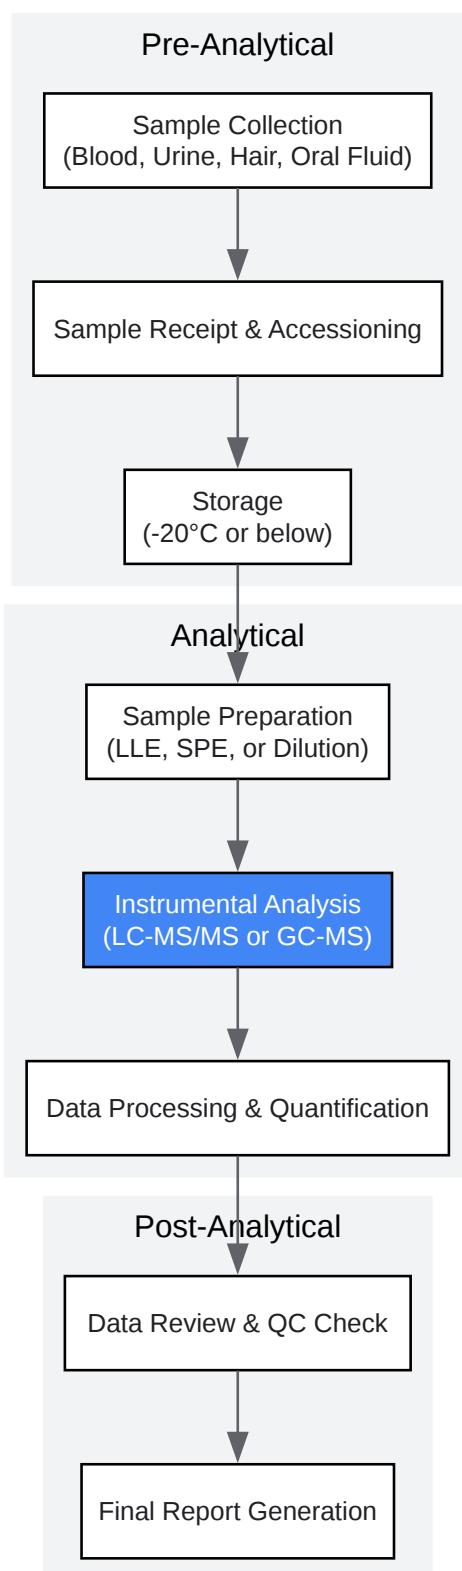 Pre-Analytical
Sample Collection
(Blood, Urine, Hair, Oral Fluid)
Sample Receipt & Accessioning
Storage
(-20°C or below)
Analytical
Sample Preparation
(LLE, SPE, or Dilution)
Instrumental Analysis
(LC-MS/MS or GC-MS)
Data Processing & Quantification
Post-Analytical
Data Review & QC Check
Final Report Generation